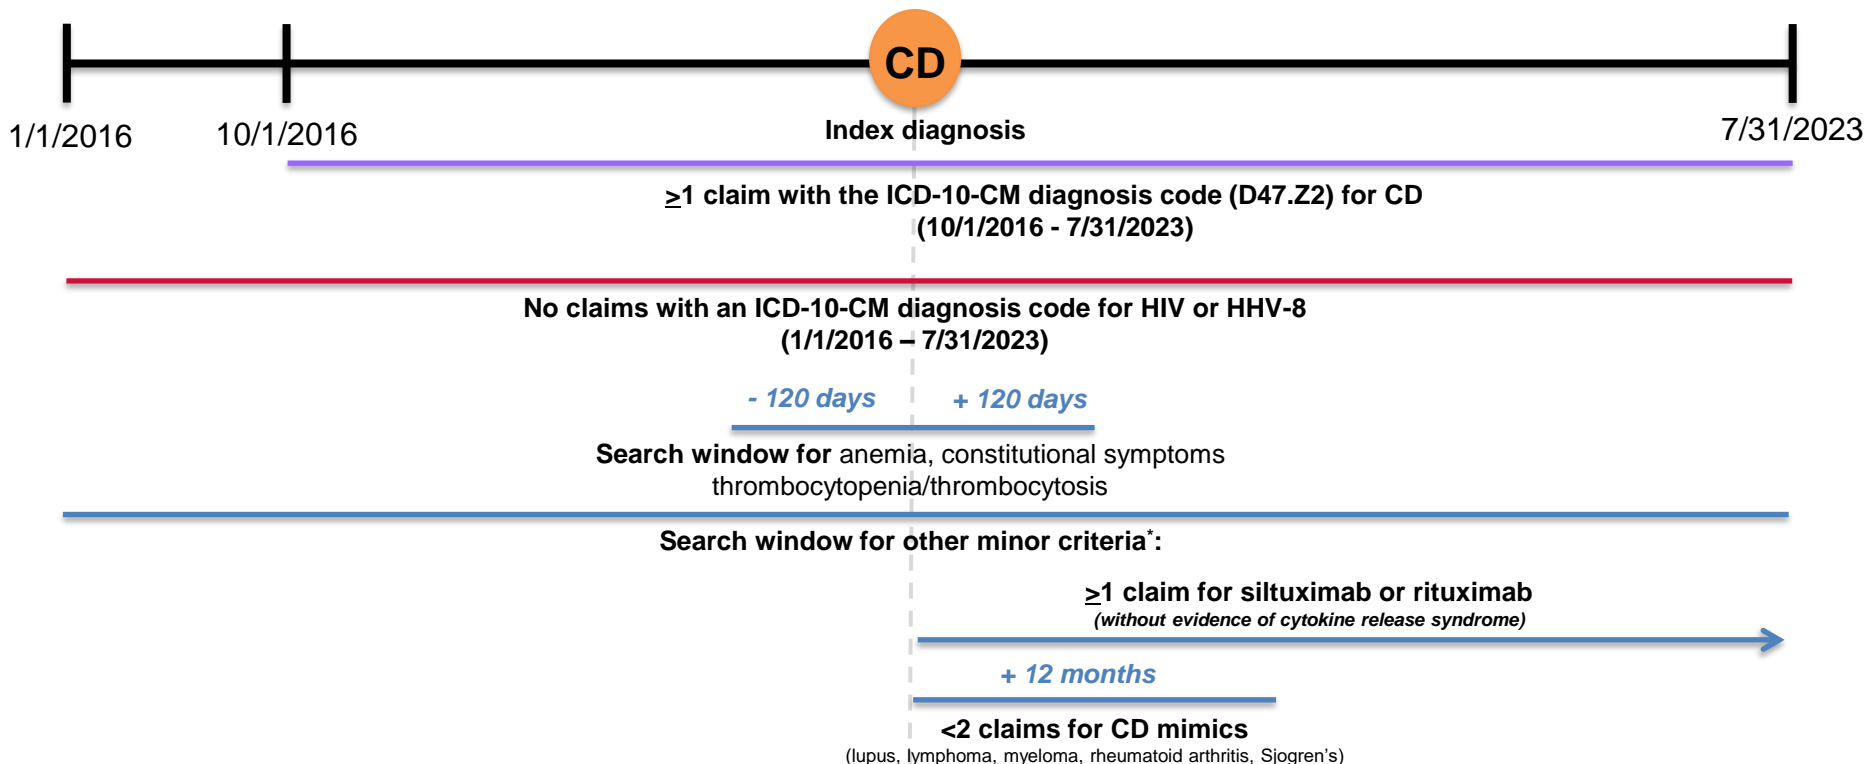 CD
1/1/2016
10/1/2016
Index diagnosis
7/31/2023
≥1 claim with the ICD-10-CM diagnosis code (D47.Z2) for CD
(10/1/2016 - 7/31/2023)
No claims with an ICD-10-CM diagnosis code for HIV or HHV-8
(1/1/2016 – 7/31/2023)
- 120 days
+ 120 days
Search window for anemia, constitutional symptoms
thrombocytopenia/thrombocytosis
Search window for other minor criteria*:
≥1 claim for siltuximab or rituximab
(without evidence of cytokine release syndrome)
+ 12 months
<2 claims for CD mimics
(lupus, lymphoma, myeloma, rheumatoid arthritis, Sjogren's)